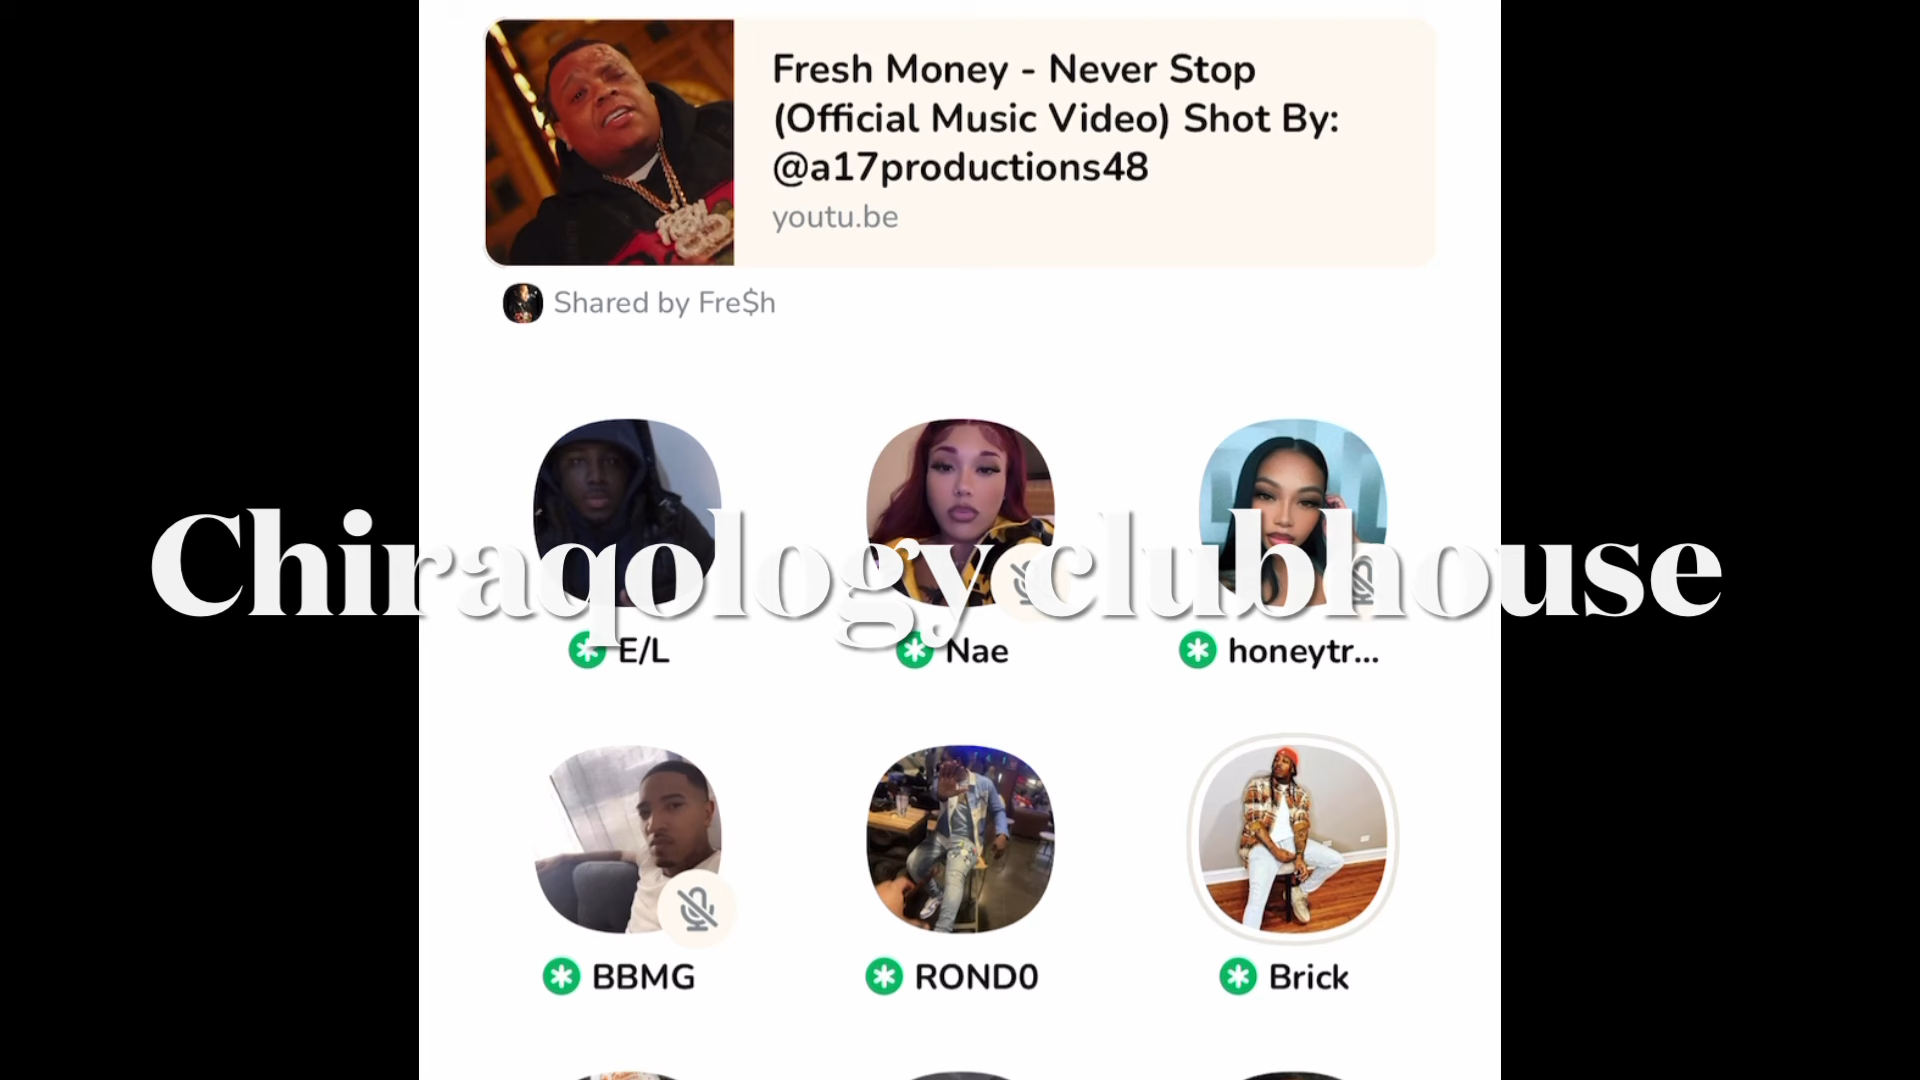 Fresh Money - Never Stop
(Official Music Video) Shot By:
@a17productions48
youtu.be
Shared by Fre$h
Chiraqology clubhouse
E/L
Nae
honeytr...
BBMG
ROND0
Brick